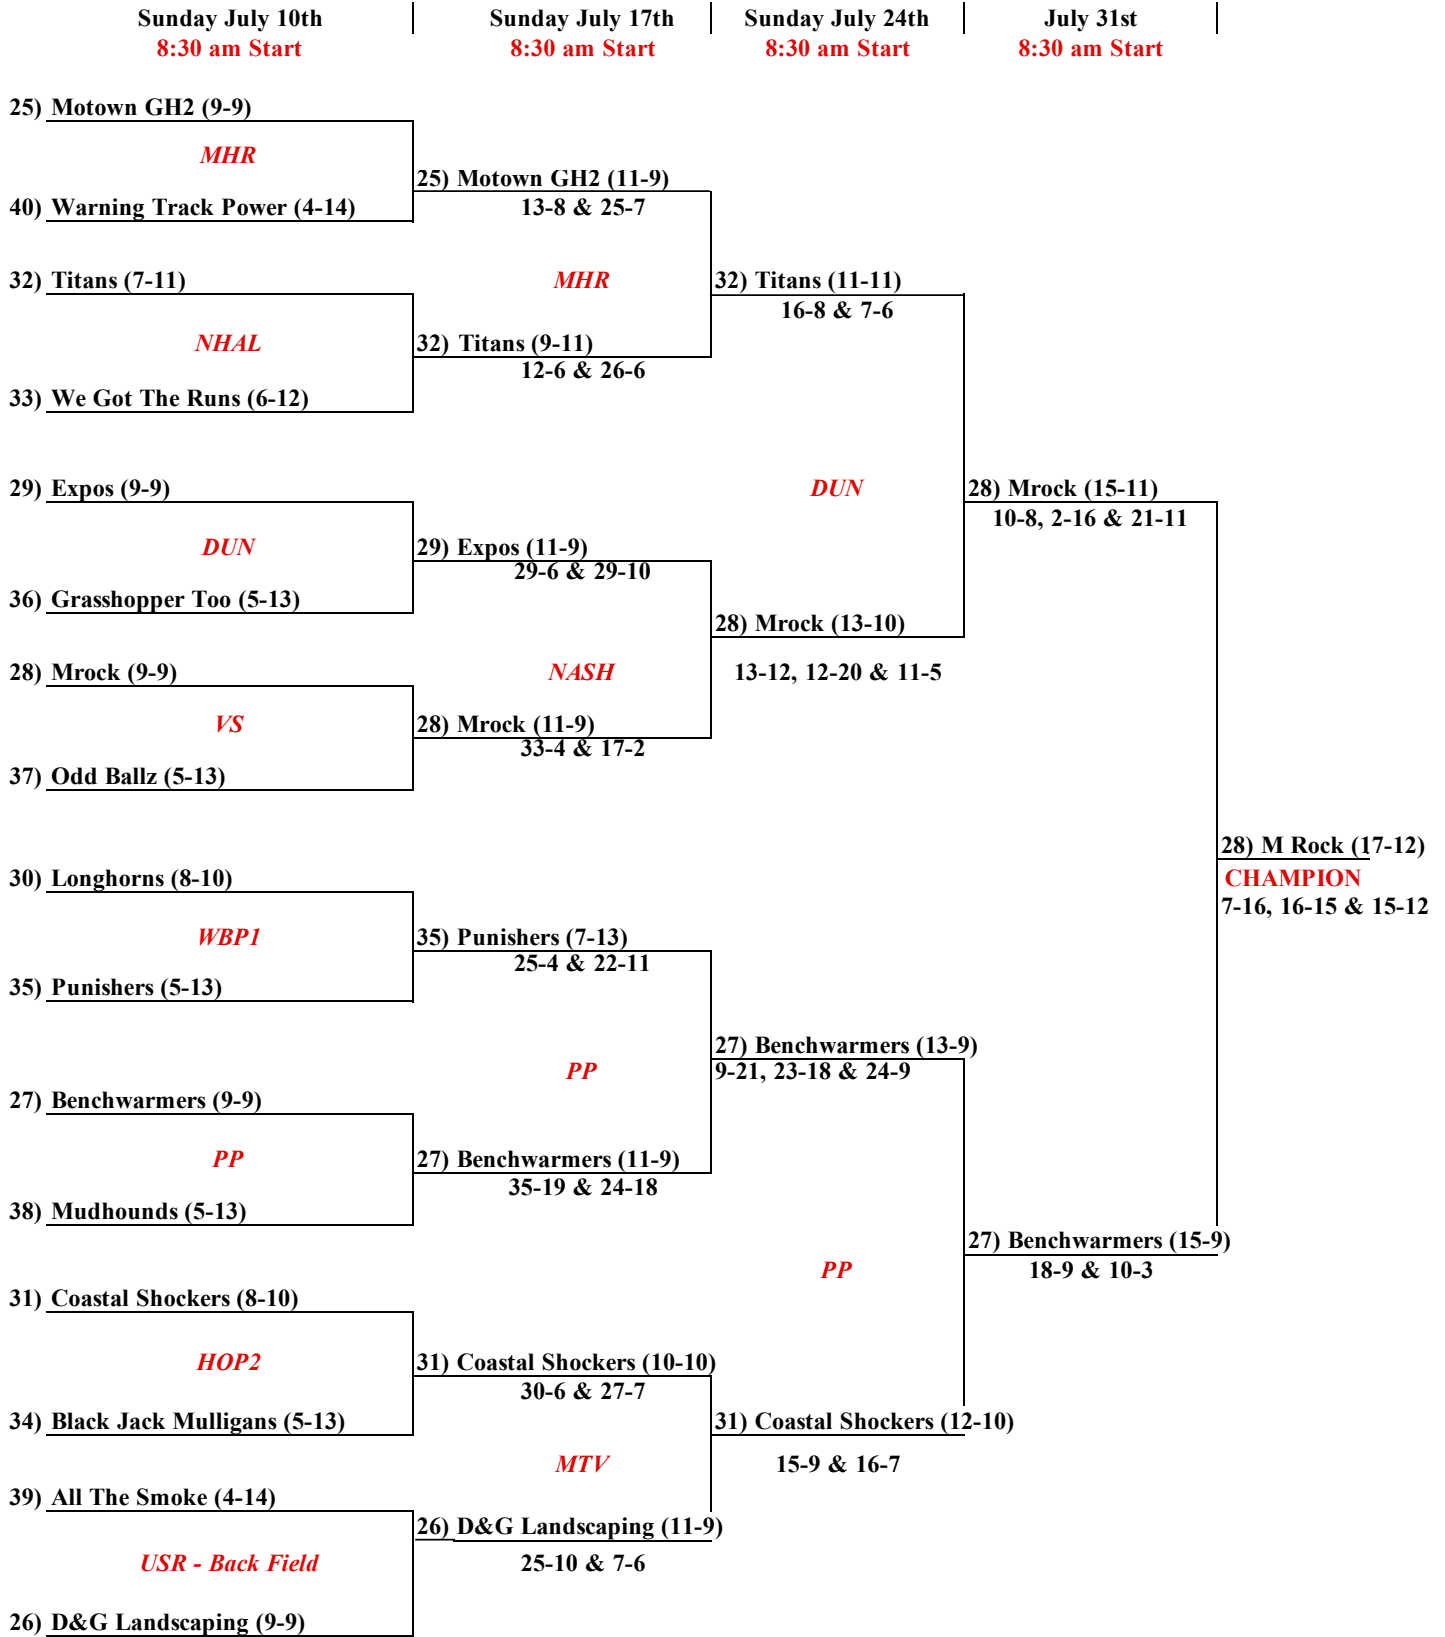 Sunday July 10th
8:30 am Start
Sunday July 17th
8:30 am Start
Sunday July 24th
8:30 am Start
July 31st
8:30 am Start
25) Motown GH2 (9-9)
MHR
40) Warning Track Power (4-14)
32) Titans (7-11)
NHAL
33) We Got The Runs (6-12)
29) Expos (9-9)
DUN
36) Grasshopper Too (5-13)
28) Mrock (9-9)
VS
37) Odd Ballz (5-13)
30) Longhorns (8-10)
WBP1
35) Punishers (5-13)
27) Benchwarmers (9-9)
PP
38) Mudhounds (5-13)
31) Coastal Shockers (8-10)
HOP2
34) Black Jack Mulligans (5-13)
39) All The Smoke (4-14)
USR - Back Field
26) D&G Landscaping (9-9)
25) Motown GH2 (11-9)
13-8 & 25-7
MHR
32) Titans (9-11)
12-6 & 26-6
29) Expos (11-9)
29-6 & 29-10
NASH
28) Mrock (11-9)
33-4 & 17-2
35) Punishers (7-13)
25-4 & 22-11
PP
27) Benchwarmers (11-9)
35-19 & 24-18
31) Coastal Shockers (10-10)
30-6 & 27-7
MTV
26) D&G Landscaping (11-9)
25-10 & 7-6
32) Titans (11-11)
16-8 & 7-6
DUN
28) Mrock (13-10)
13-12, 12-20 & 11-5
27) Benchwarmers (13-9)
9-21, 23-18 & 24-9
PP
31) Coastal Shockers (12-10)
15-9 & 16-7
28) Mrock (15-11)
10-8, 2-16 & 21-11
27) Benchwarmers (15-9)
18-9 & 10-3
28) M Rock (17-12)
CHAMPION
7-16, 16-15 & 15-12